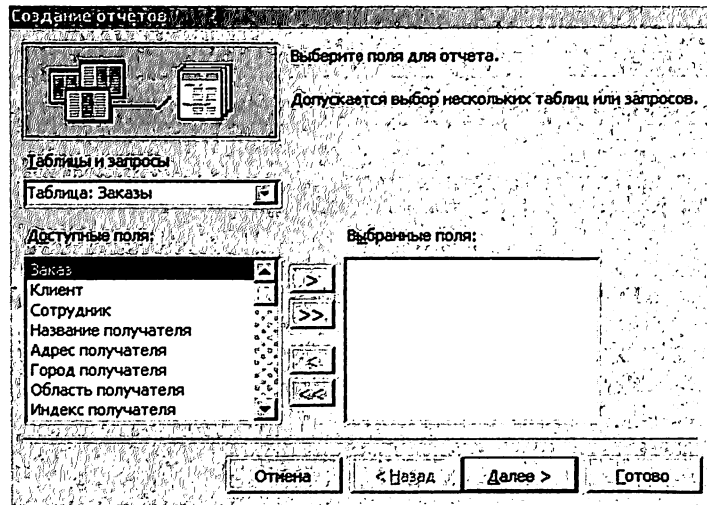 Создание отчетов
Выберите поля для отчета.
Допускается выбор нескольких таблиц или запросов.
Таблицы и запросы
Таблица: Заказы
Доступные поля:
Выбранные поля:
Заказ
Клиент
Сотрудник
Название получателя
Адрес получателя
Город получателя
Область получателя
Индекс получателя
>
>>
<
<<
Отмена
< Назад
Далее >
Готово